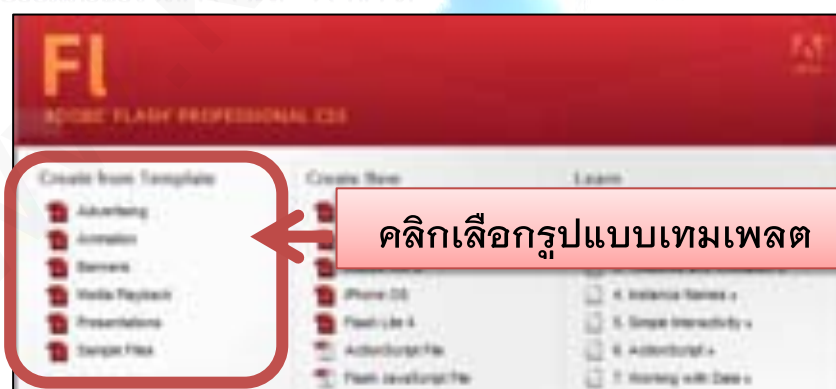 Fl
ADOBE FLASH PROFESSIONAL CS5
Create from Template
Advertising
Animation
Banners
Media Playback
Presentations
Sample Files
Create New
iPhone OS
Flash Lite 4
ActionScript File
Flash JavaScript File
Learn
4. Instance Names »
5. Simple Interactivity »
6. ActionScript »
7. Working with Data »
คลิกเลือกรูปแบบเทมเพลต